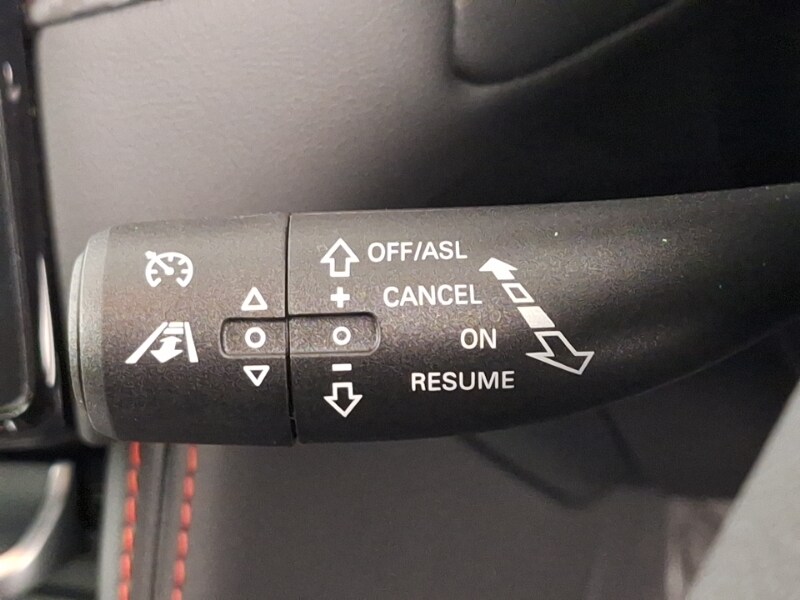 OFF/ASL
+ CANCEL
ON
- RESUME